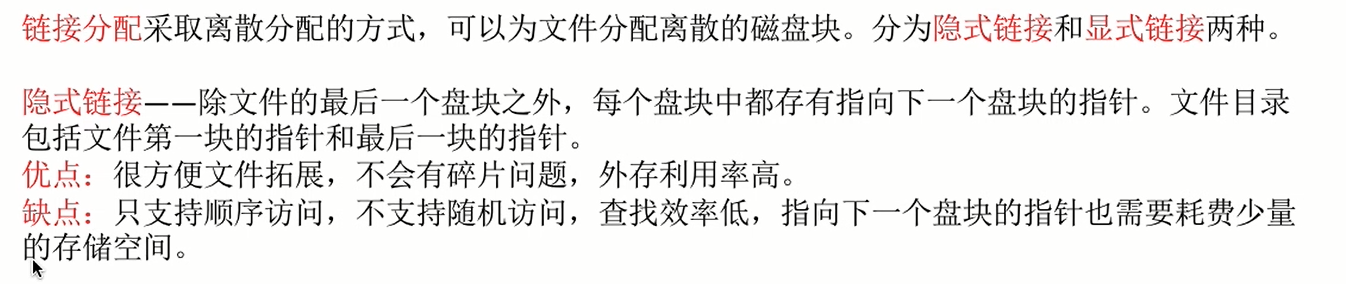 链接分配采取离散分配的方式，可以为文件分配离散的磁盘块。分为隐式链接和显式链接两种。
隐式链接——除文件的最后一个盘块之外，每个盘块中都存有指向下一个盘块的指针。文件目录
包括文件第一块的指针和最后一块的指针。
优点：很方便文件拓展，不会有碎片问题，外存利用率高。
缺点：只支持顺序访问，不支持随机访问，查找效率低，指向下一个盘块的指针也需要耗费少量
的存储空间。